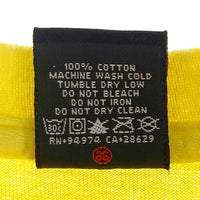 100% COTTON
MACHINE WASH COLD
TUMBLE DRY LOW
DO NOT BLEACH
DO NOT IRON
DO NOT DRY CLEAN
30°
RN•94974 CA•28629